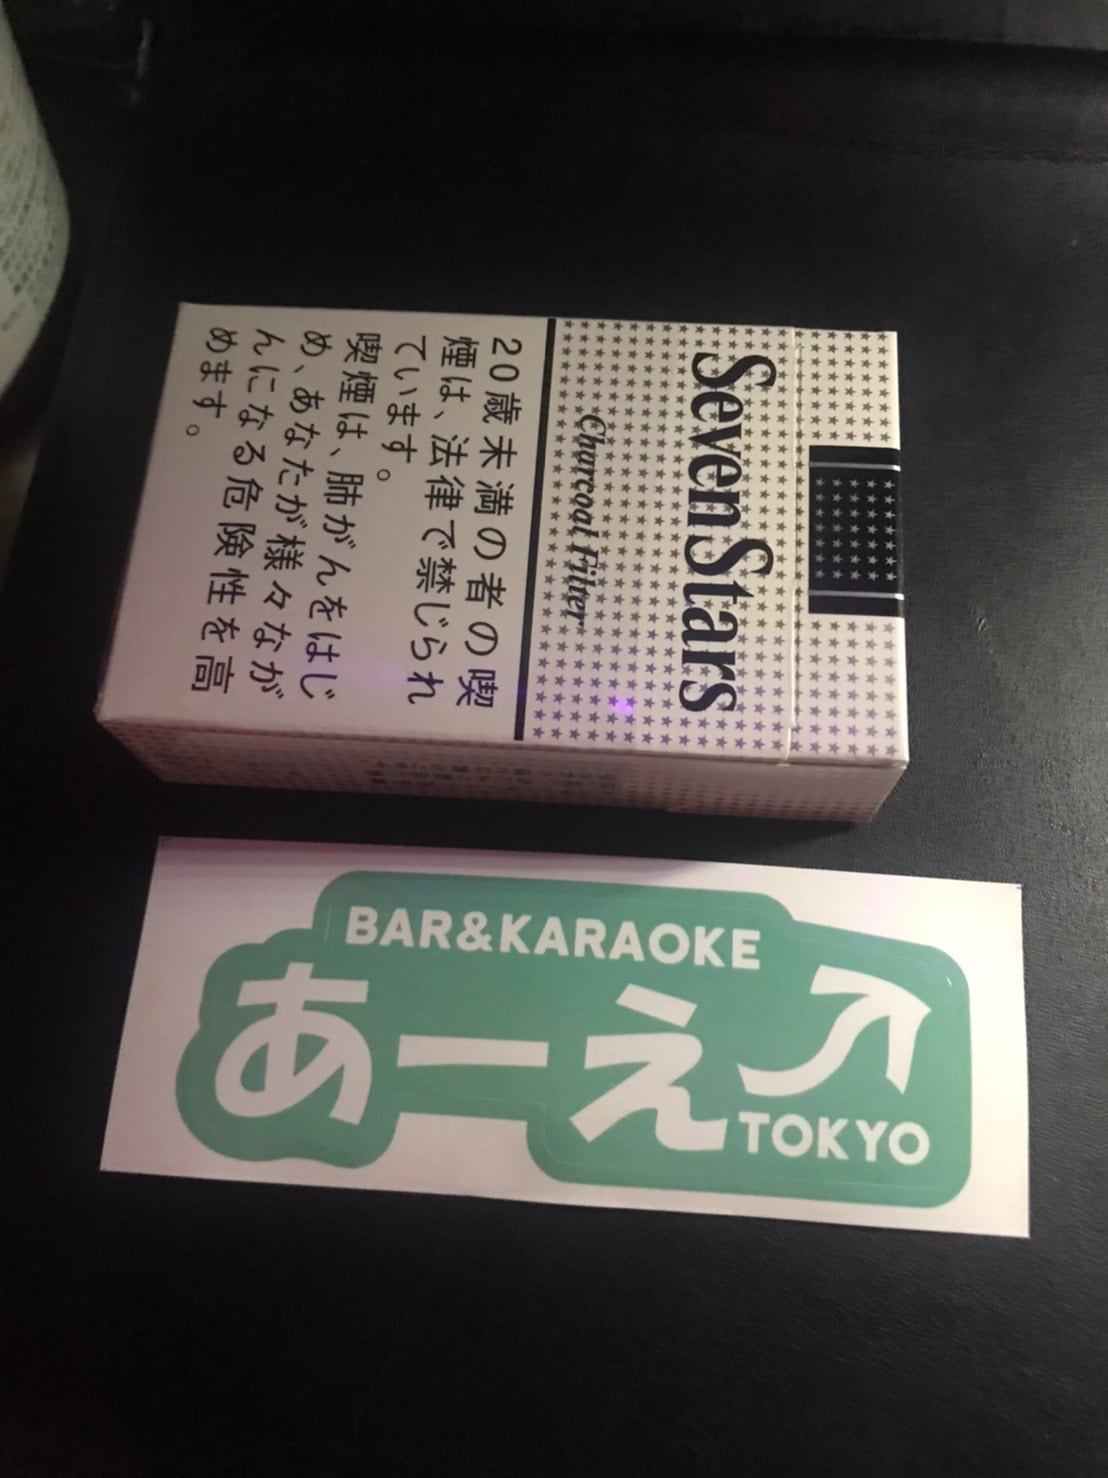 Seven Stars
Charcoal Filter
20歳未満の者の喫
煙は、法律で禁じられ
ています。
喫煙は、肺がんをはじ
め、あなたが様々ながが
んになる危険性を高
めます。
BAR&KARAOKE
あーえ
TOKYO